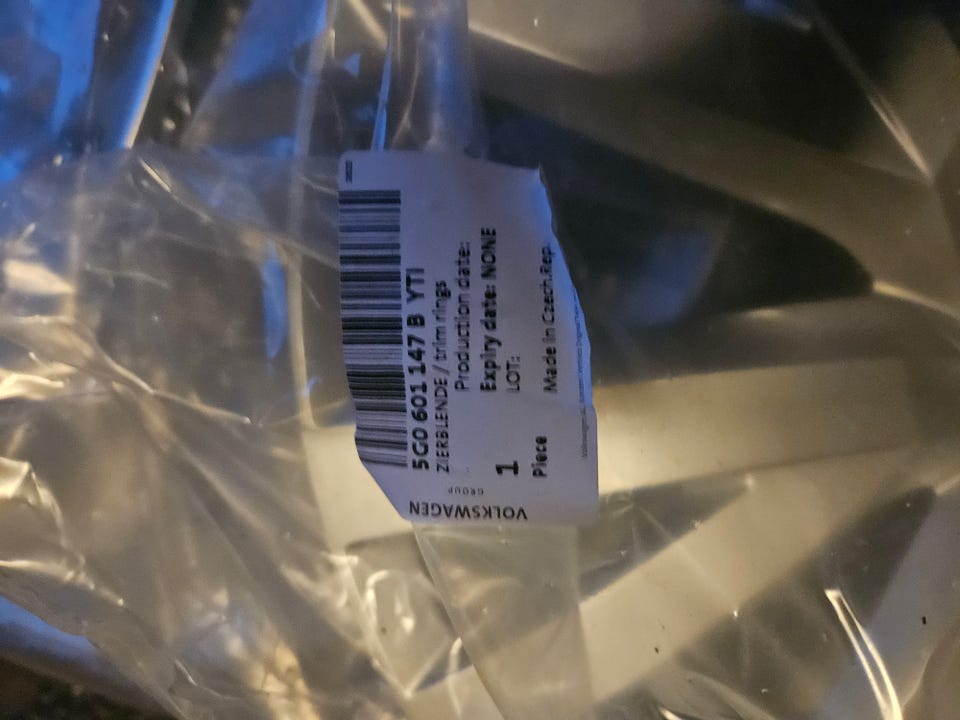 5G0 601 147 B YTI
ZIERBLENDE / trim rings
Production date:
Expiry date: NONE
LOT:
1
Piece
Made in Czech.Rep.
VOLKSWAGEN
GROUP